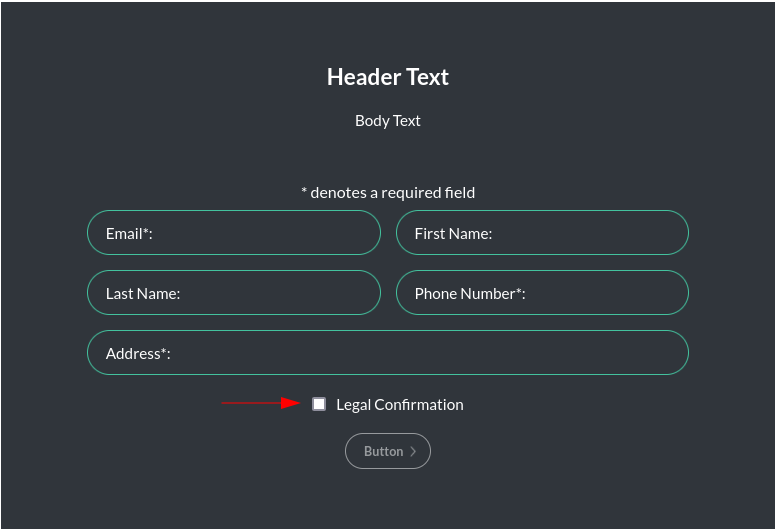 Header Text
Body Text
* denotes a required field
Email*: First Name:
Last Name: Phone Number*:
Address*:
Legal Confirmation
Button